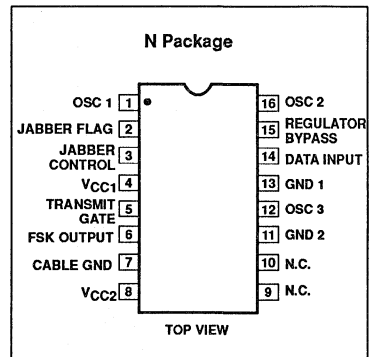 N Package
OSC 1 1
JABBER FLAG 2
JABBER
CONTROL 3
VCC1 4
TRANSMIT
GATE 5
FSK OUTPUT 6
CABLE GND 7
VCC2 8
16 OSC 2
15 REGULATOR
BYPASS
14 DATA INPUT
13 GND 1
12 OSC 3
11 GND 2
10 N.C.
9 N.C.
TOP VIEW